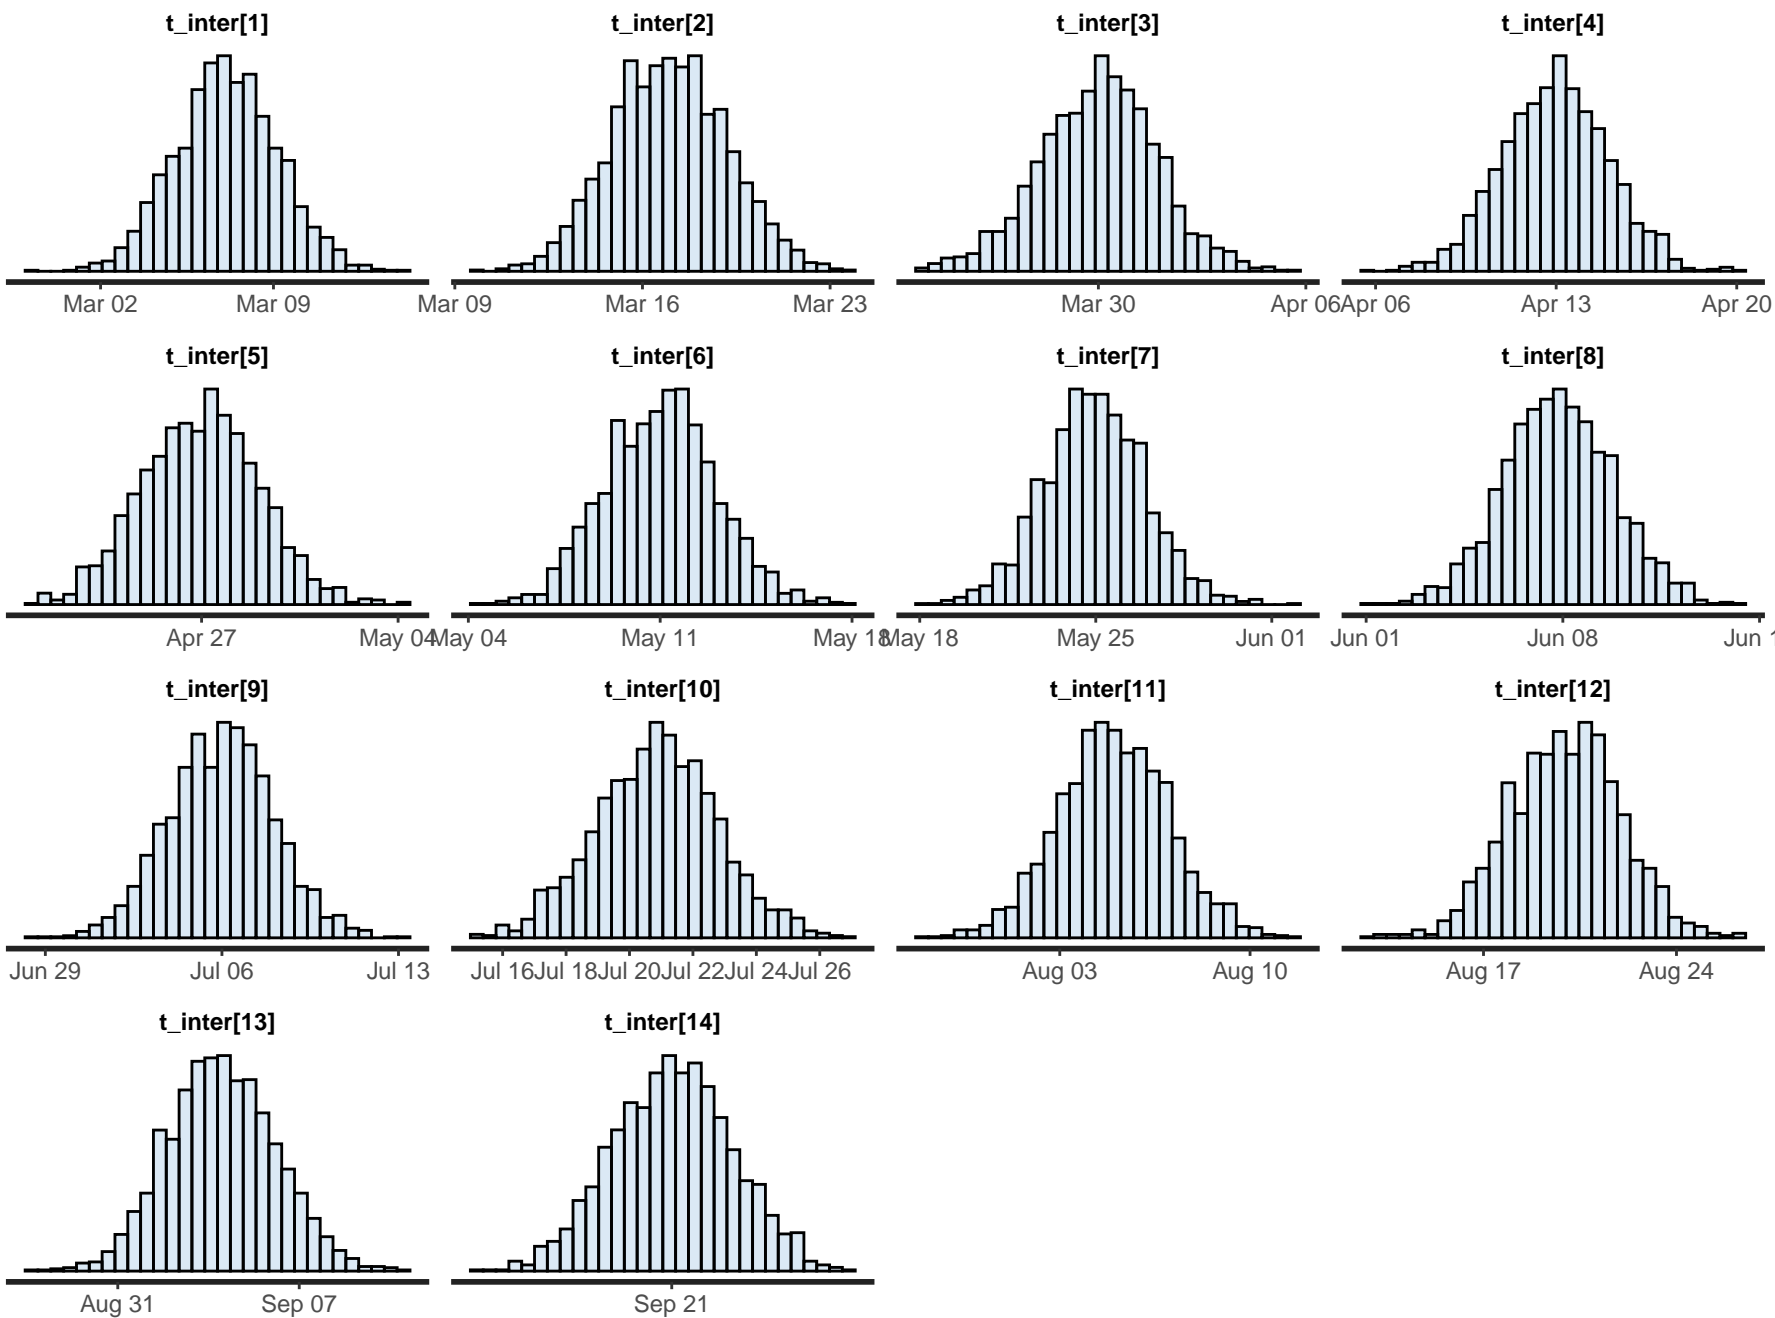 t_inter[1] t_inter[2] t_inter[3] t_inter[4]
Mar 02 Mar 09 Mar 09 Mar 16 Mar 23 Mar 30 Apr 06 Apr 06 Apr 13 Apr 20
t_inter[5] t_inter[6] t_inter[7] t_inter[8]
Apr 27 May 04 May 04 May 11 May 18 May 18 May 25 Jun 01 Jun 01 Jun 08 Jun
t_inter[9] t_inter[10] t_inter[11] t_inter[12]
Jun 29 Jul 06 Jul 13 Jul 16 Jul 18 Jul 20 Jul 22 Jul 24 Jul 26 Aug 03 Aug 10 Aug 17 Aug 24
t_inter[13] t_inter[14]
Aug 31 Sep 07 Sep 21